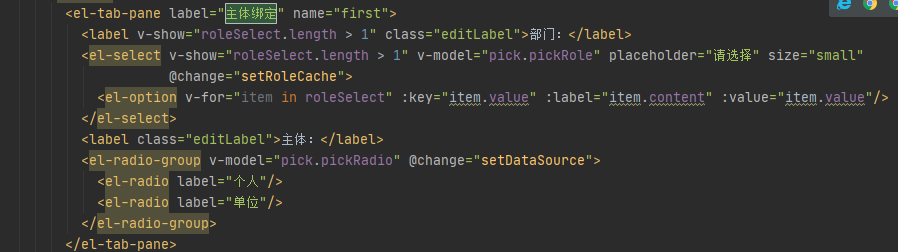 <el-tab-pane label="主体绑定" name="first">
<label v-show="roleSelect.length > 1" class="editLabel">部门：</label>
<el-select v-show="roleSelect.length > 1" v-model="pick.pickRole" placeholder="请选择" size="small"
@change="setRoleCache">
<el-option v-for="item in roleSelect" :key="item.value" :label="item.content" :value="item.value"/>
</el-select>
<label class="editLabel">主体：</label>
<el-radio-group v-model="pick.pickRadio" @change="setDataSource">
<el-radio label="个人"/>
<el-radio label="单位"/>
</el-radio-group>
</el-tab-pane>